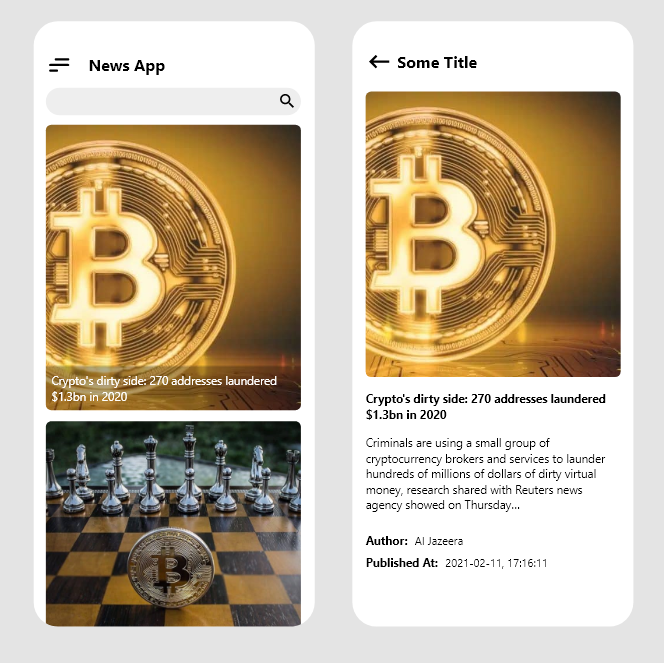 News App
Crypto's dirty side: 270 addresses laundered
$1.3bn in 2020
Some Title
Crypto's dirty side: 270 addresses laundered
$1.3bn in 2020
Criminals are using a small group of
cryptocurrency brokers and services to launder
hundreds of millions of dollars of dirty virtual
money, research shared with Reuters news
agency showed on Thursday...
Author: Al Jazeera
Published At: 2021-02-11, 17:16:11